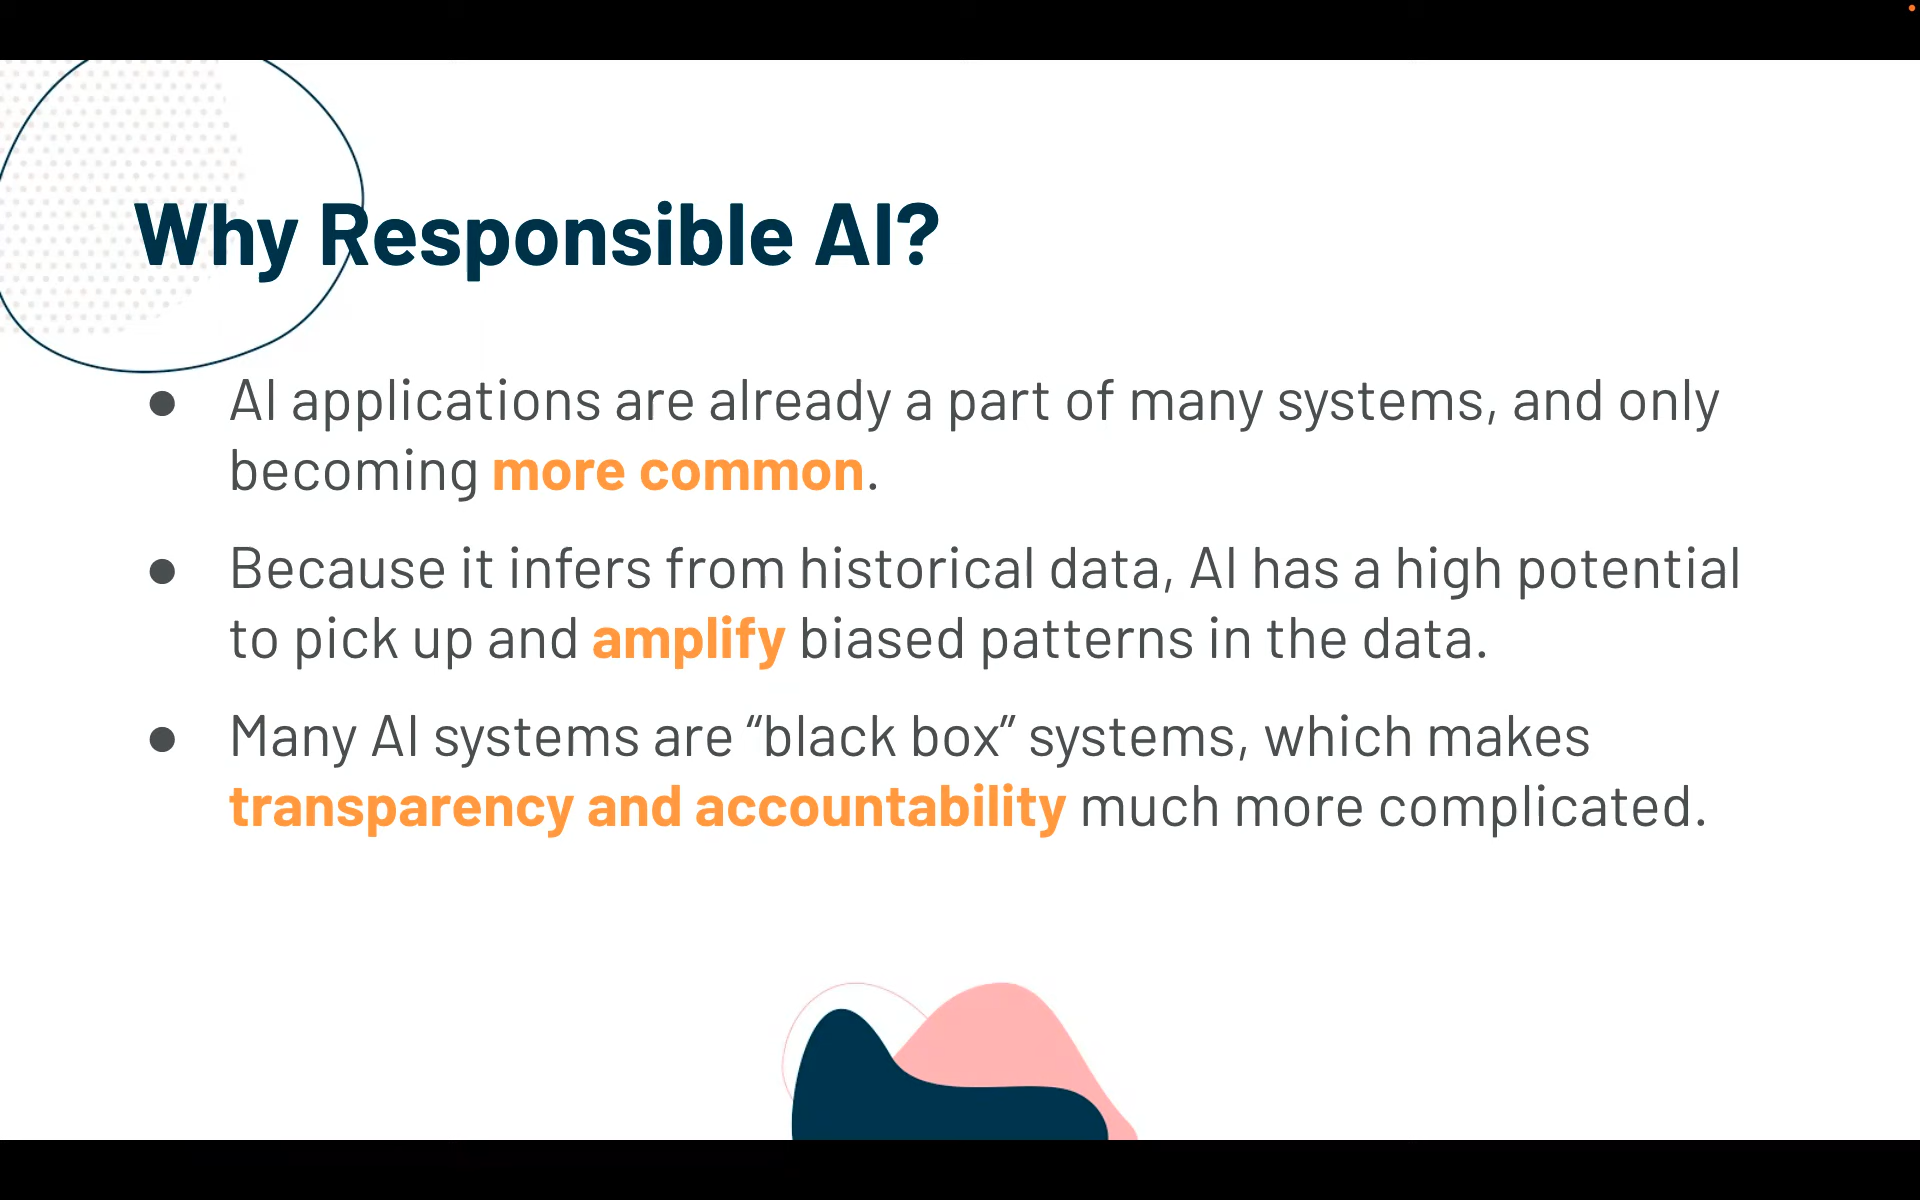 Why Responsible AI?
● AI applications are already a part of many systems, and only
becoming more common.
● Because it infers from historical data, AI has a high potential
to pick up and amplify biased patterns in the data.
● Many AI systems are “black box” systems, which makes
transparency and accountability much more complicated.